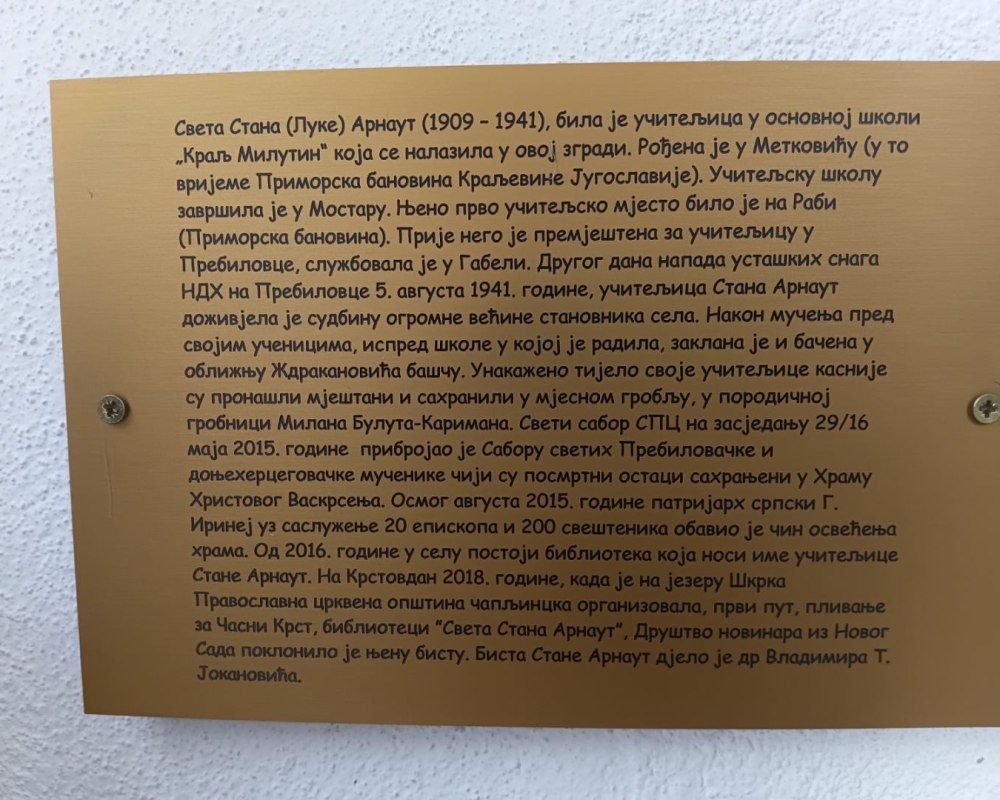 Света Стана (Луке) Арнаут (1909 – 1941), била је учитељица у основној школи
„Краљ Милутин“ која се налазила у овој згради. Рођена је у Метковићу (у то
вријеме Приморска бановина Краљевине Југославије). Учитељску школу
завршила је у Мостару. Њено прво учитељско мјесто било је на Раби
(Приморска бановина). Прије него је премјештена за учитељицу у
Пребиловце, службовала је у Габели. Другог дана напада усташких снага
НДХ на Пребиловце 5. августа 1941. године, учитељица Стана Арнаут
доживјела је судбину огромне већине становника села. Након мучења пред
својим ученицима, испред школе у којој је радила, заклана је и бачена у
оближњу Ждракановића башчу. Унакажено тијело своје учитељице касније
су пронашли мјештани и сахранили у мјесном гробљу, у породичној
гробници Милана Булута-Каримана. Свети сабор СПЦ на засједању 29/16
маја 2015. године прибројао је Сабору светих Пребиловачке и
доњехерцеговачке мученике чији су посмртни остаци сахрањени у Храму
Христовог Васкрсења. Осмог августа 2015. године патријарх српски Г.
Иринеј уз саслужење 20 епископа и 200 свештеника обавио је чин освећења
храма. Од 2016. године у селу постоји библиотека која носи име учитељице
Стане Арнаут. На Крстовдан 2018. године, када је на језеру Шкрка
Православна црквена општина чапљинцка организовала, први пут, пливање
за Часни Крст, библиотеци "Света Стана Арнаут", Друштво новинара из Новог
Сада поклонило је њену бисту. Биста Стане Арнаут дјело је др Владимира Т.
Јокановића.